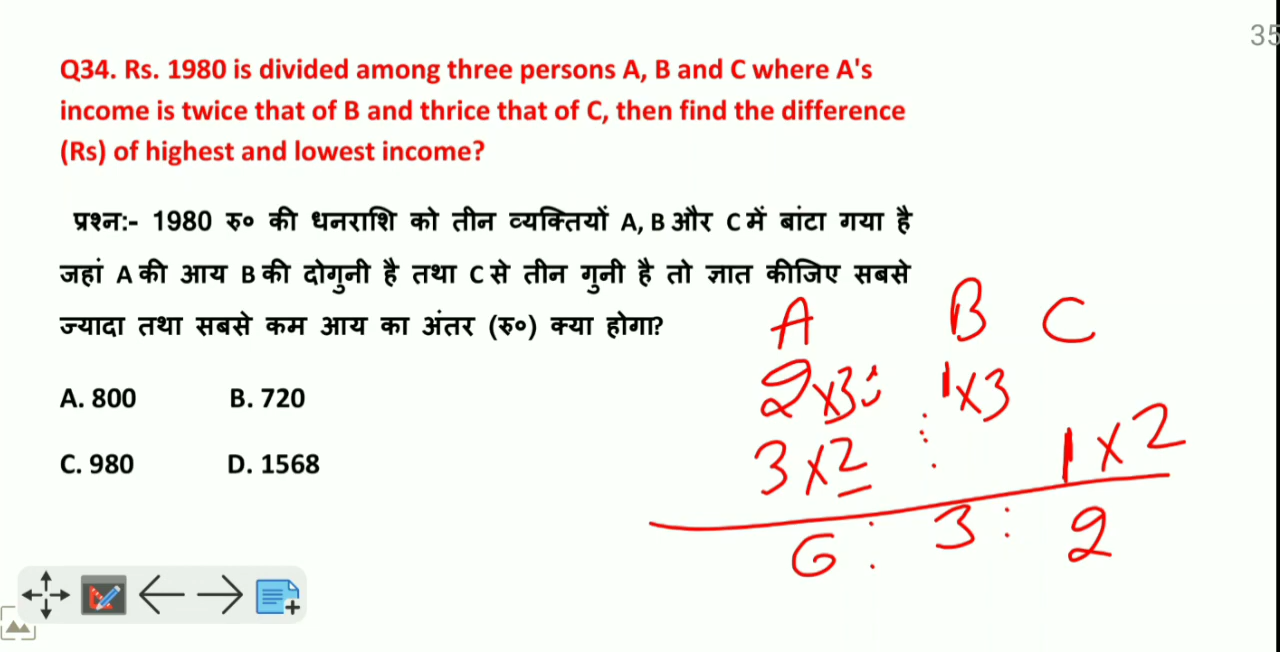 35
Q34. Rs. 1980 is divided among three persons A, B and C where A's
income is twice that of B and thrice that of C, then find the difference
(Rs) of highest and lowest income?
प्रश्न:- 1980 रु० की धनराशि को तीन व्यक्तियों A, B और C में बांटा गया है
जहां A की आय B की दोगुनी है तथा C से तीन गुनी है तो ज्ञात कीजिए सबसे
ज्यादा तथा सबसे कम आय का अंतर (रु०) क्या होगा?
A. 800 B. 720
C. 980 D. 1568
A B C
2x3 : 1x3
3x2 : 1x2
6 : 3 : 2